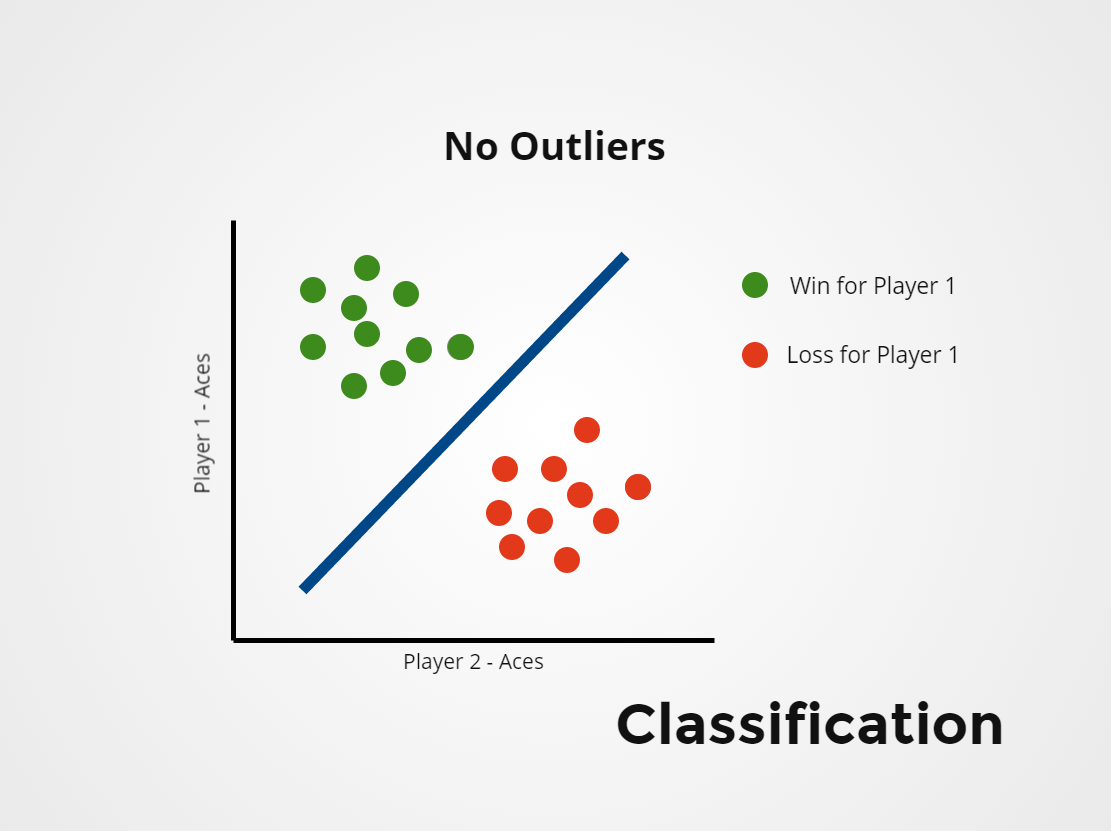 No Outliers
Player 1 - Aces
Win for Player 1
Loss for Player 1
Player 2 - Aces
Classification